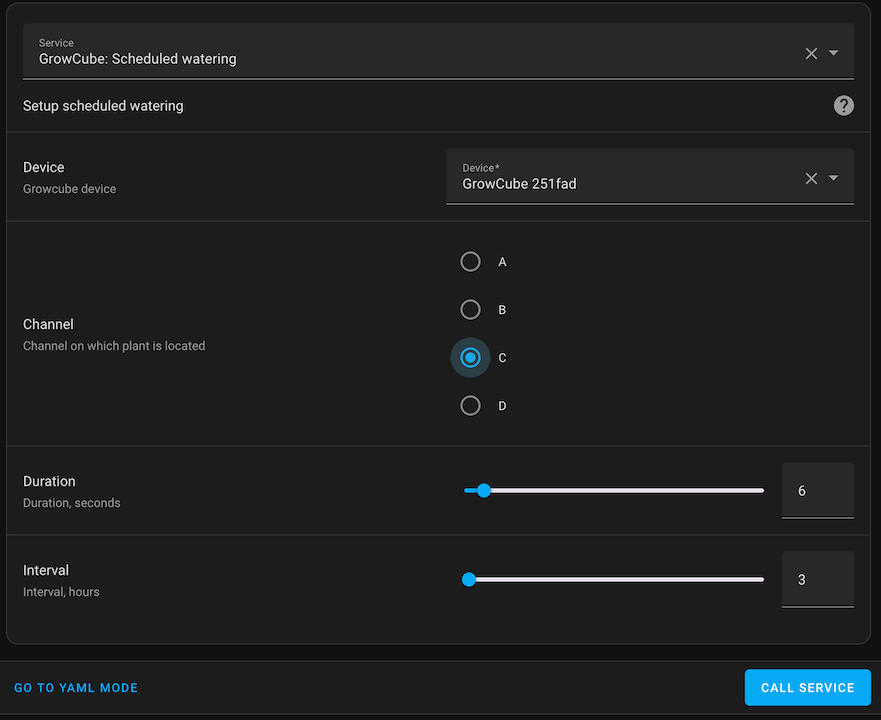 Service
GrowCube: Scheduled watering
Setup scheduled watering
Device
Growcube device
Device*
GrowCube 251fad
A
B
Channel
Channel on which plant is located
C
D
Duration
Duration, seconds
6
Interval
Interval, hours
3
GO TO YAML MODE
CALL SERVICE